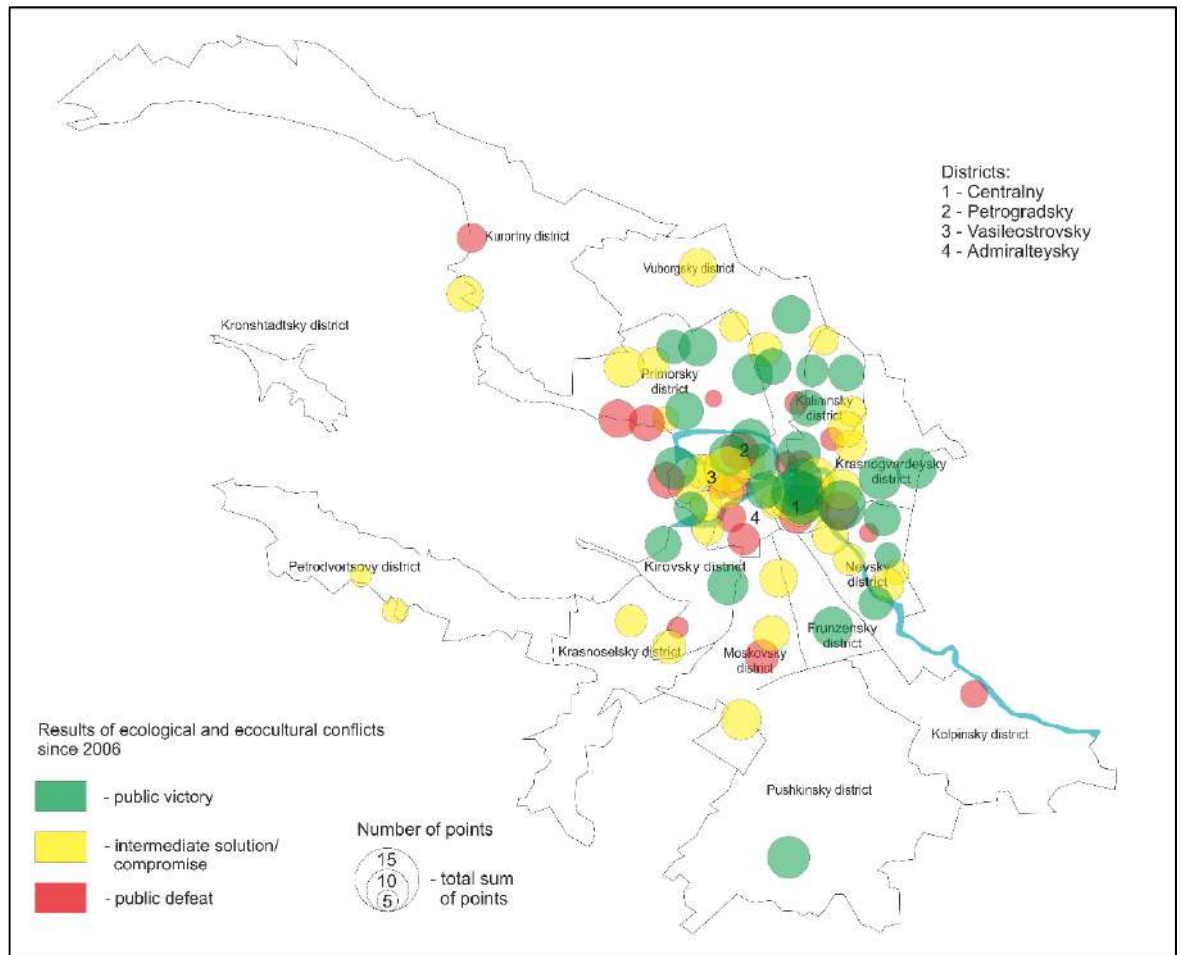 Districts:
1 - Centralny
2 - Petrogradsky
3 - Vasileostrovsky
4 - Admiralteysky
Kurortny district
Vuborgsky district
Kronshtadtsky district
Primorsky
district
Kalininsky
district
2
Krasnogvardeysky
district
3
1
4
Petrodvortsovy district
Kirovsky district
Nevsky
district
Frunzensky
district
Krasnoselsky district
Moskovsky
district
Kolpinsky district
Pushkinsky district
Results of ecological and ecocultural conflicts
since 2006
- public victory
- intermediate solution/
compromise
- public defeat
Number of points
15
10
5
- total sum
of points